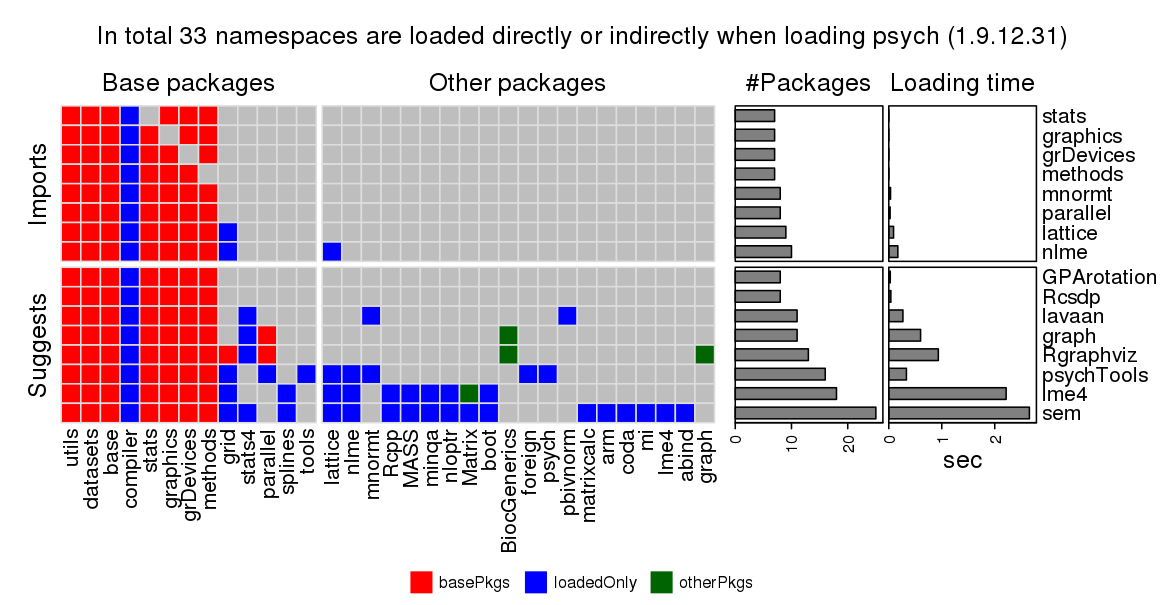 In total 33 namespaces are loaded directly or indirectly when loading psych (1.9.12.31)
Base packages
Other packages
#Packages
Loading time
Imports
stats
graphics
grDevices
methods
mnormt
parallel
lattice
nlme
Suggests
GPArotation
Rcsdp
lavaan
graph
Rgraphviz
psychTools
lme4
sem
utils
datasets
base
compiler
stats
graphics
grDevices
methods
grid
stats4
parallel
splines
tools
lattice
nlme
mnormt
Rcpp
MASS
minqa
nloptr
Matrix
boot
BiocGenerics
foreign
psych
pbivnorm
matrixcalc
arm
coda
mi
lme4
abind
graph
0
10
20
0
1
2
sec
basePkgs
loadedOnly
otherPkgs